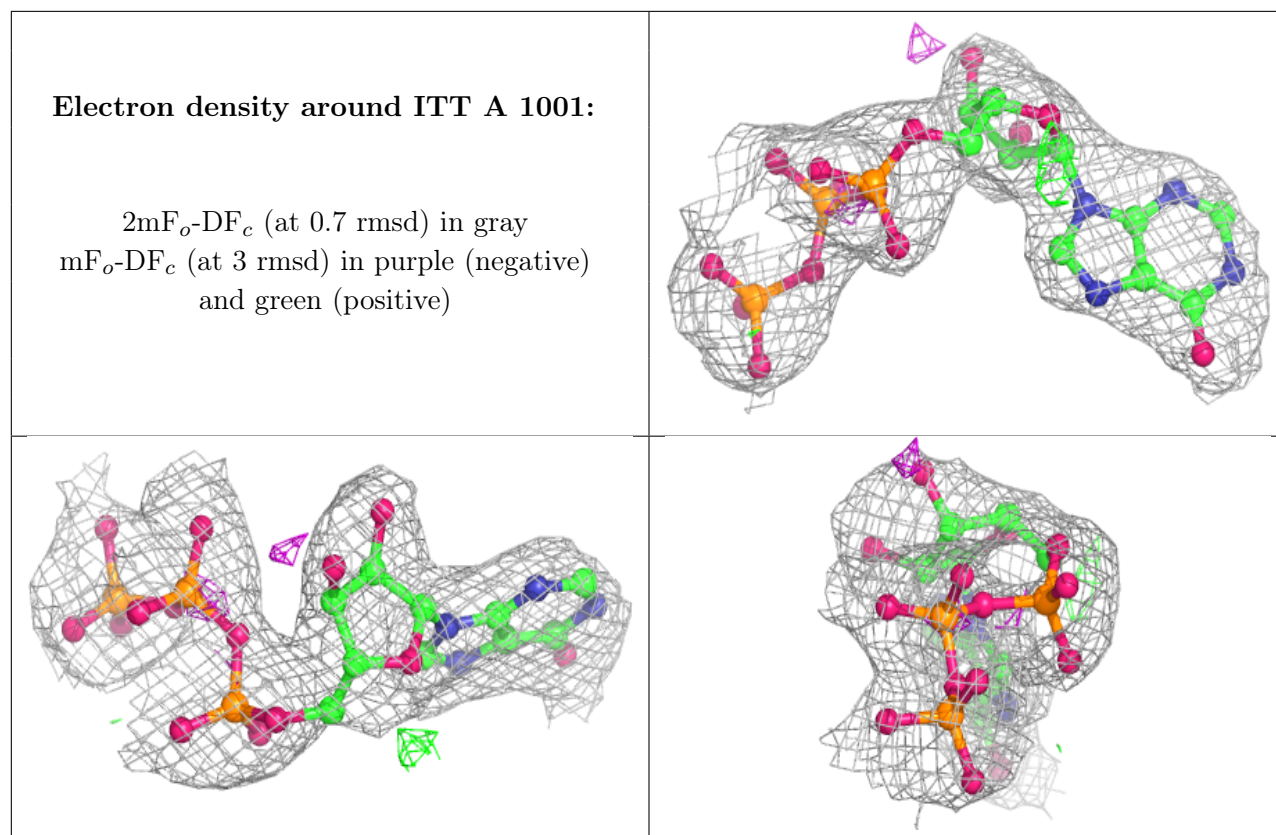 Electron density around ITT A 1001:
2mFo-DFc (at 0.7 rmsd) in gray
mFo-DFc (at 3 rmsd) in purple (negative)
and green (positive)